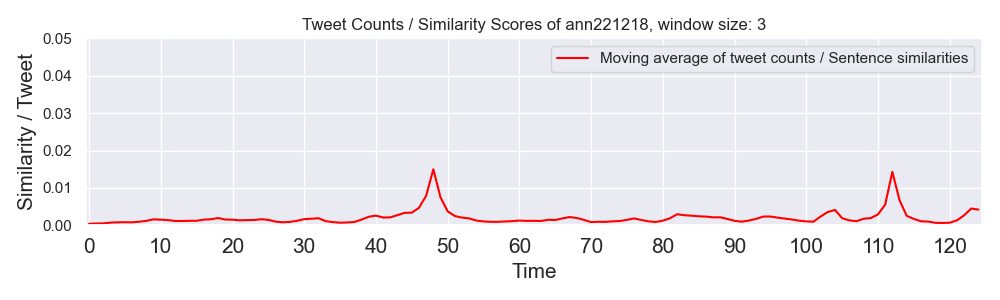 Tweet Counts / Similarity Scores of ann221218, window size: 3
Moving average of tweet counts / Sentence similarities
Similarity / Tweet
0.05
0.04
0.03
0.02
0.01
0.00
0 10 20 30 40 50 60 70 80 90 100 110 120
Time